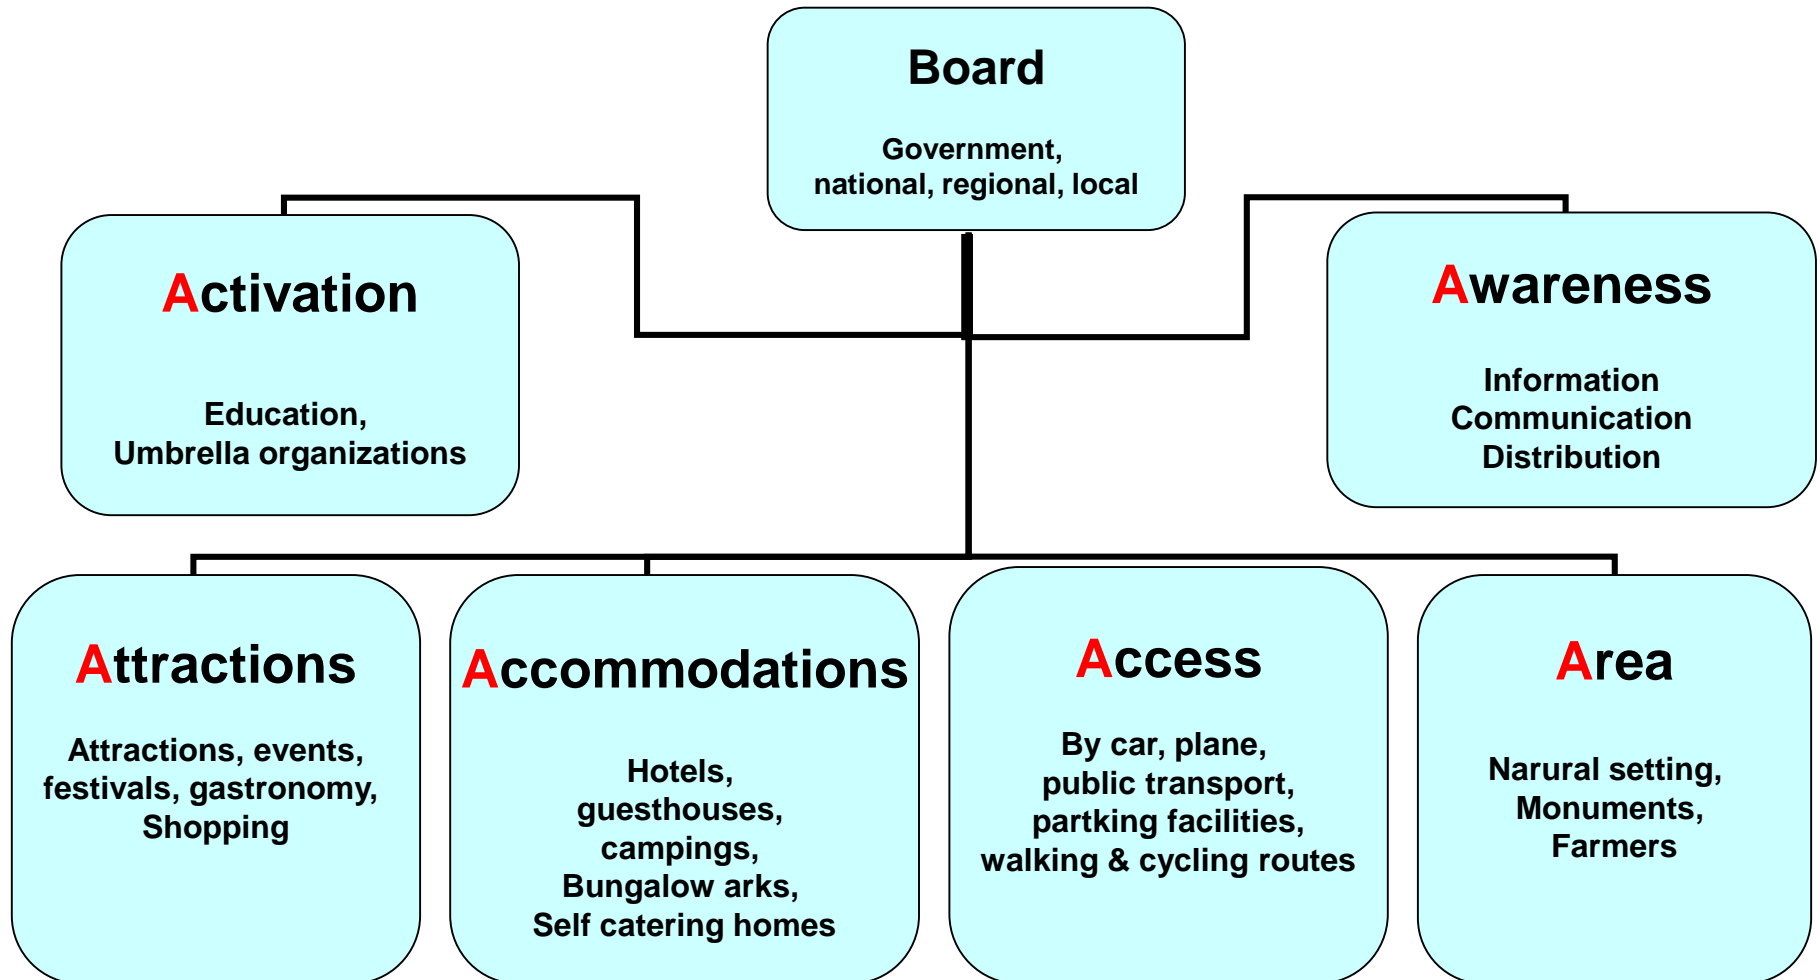 Board
Government,
national, regional, local
Activation
Education,
Umbrella organizations
Awareness
Information
Communication
Distribution
Attractions
Attractions, events,
festivals, gastronomy,
Shopping
Accommodations
Hotels,
guesthouses,
campings,
Bungalow arks,
Self catering homes
Access
By car, plane,
public transport,
partking facilities,
walking & cycling routes
Area
Narural setting,
Monuments,
Farmers